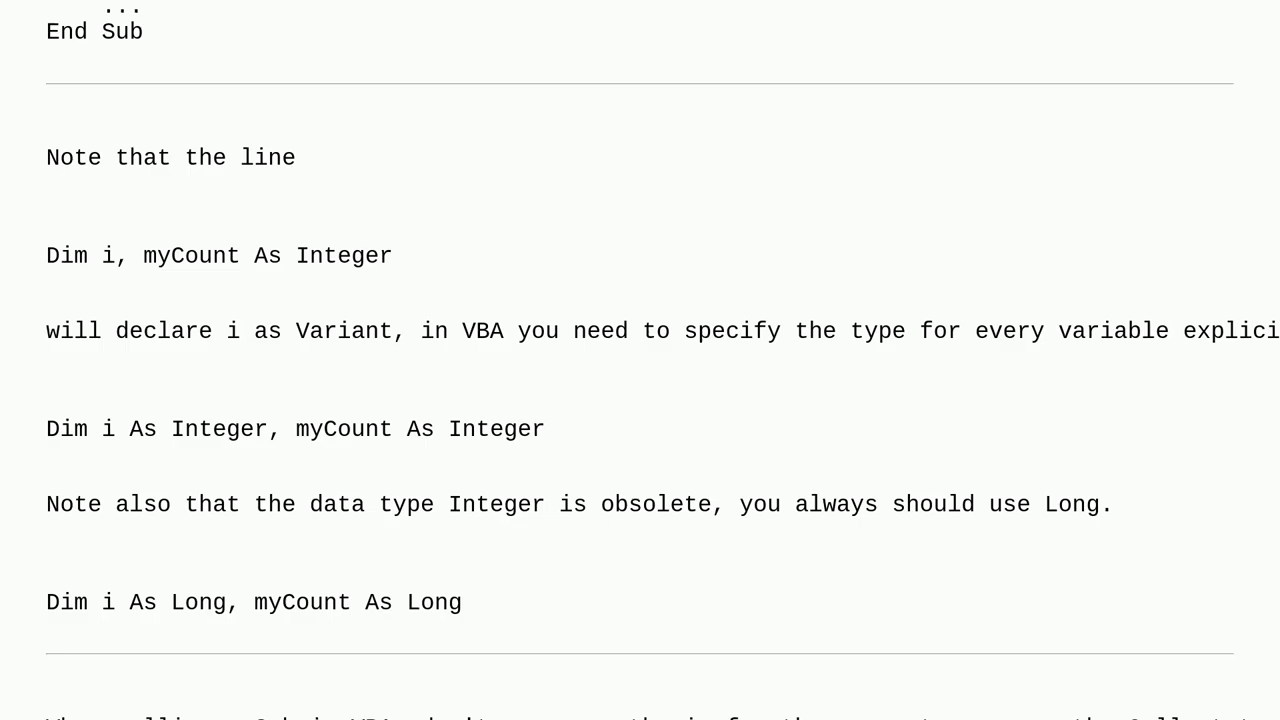 ...
End Sub
Note that the line
Dim i, myCount As Integer
will declare i as Variant, in VBA you need to specify the type for every variable explici
Dim i As Integer, myCount As Integer
Note also that the data type Integer is obsolete, you always should use Long.
Dim i As Long, myCount As Long